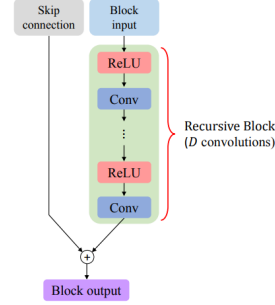 Skip
connection
Block
input
ReLU
Conv
⋮
ReLU
Conv
Recursive Block
(D convolutions)
+
Block output